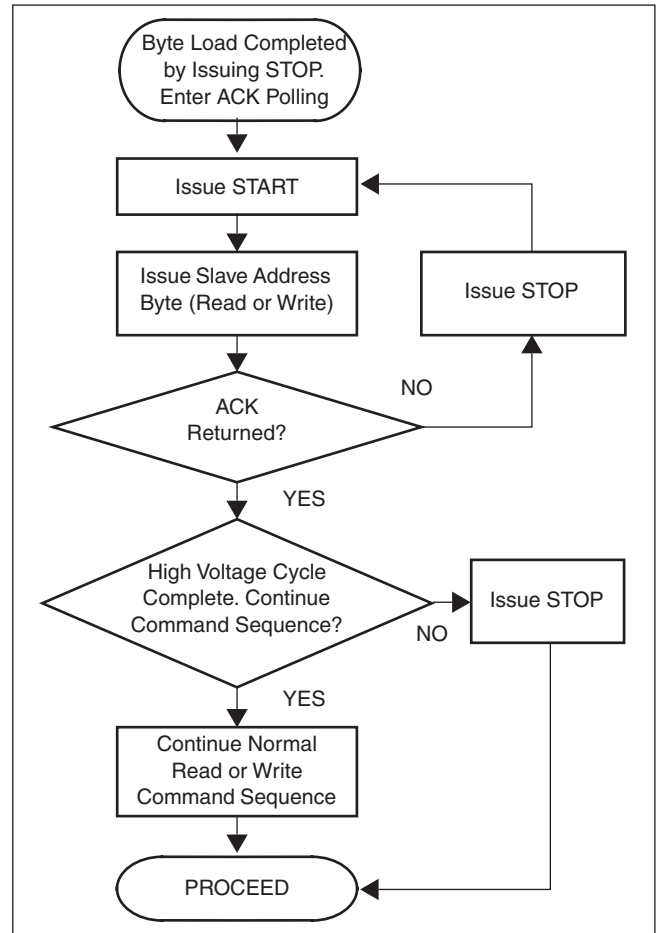 Byte Load Completed
by Issuing STOP.
Enter ACK Polling
Issue START
Issue Slave Address
Byte (Read or Write)
Issue STOP
ACK
Returned?
NO
YES
High Voltage Cycle
Complete. Continue
Command Sequence?
Issue STOP
NO
YES
Continue Normal
Read or Write
Command Sequence
PROCEED